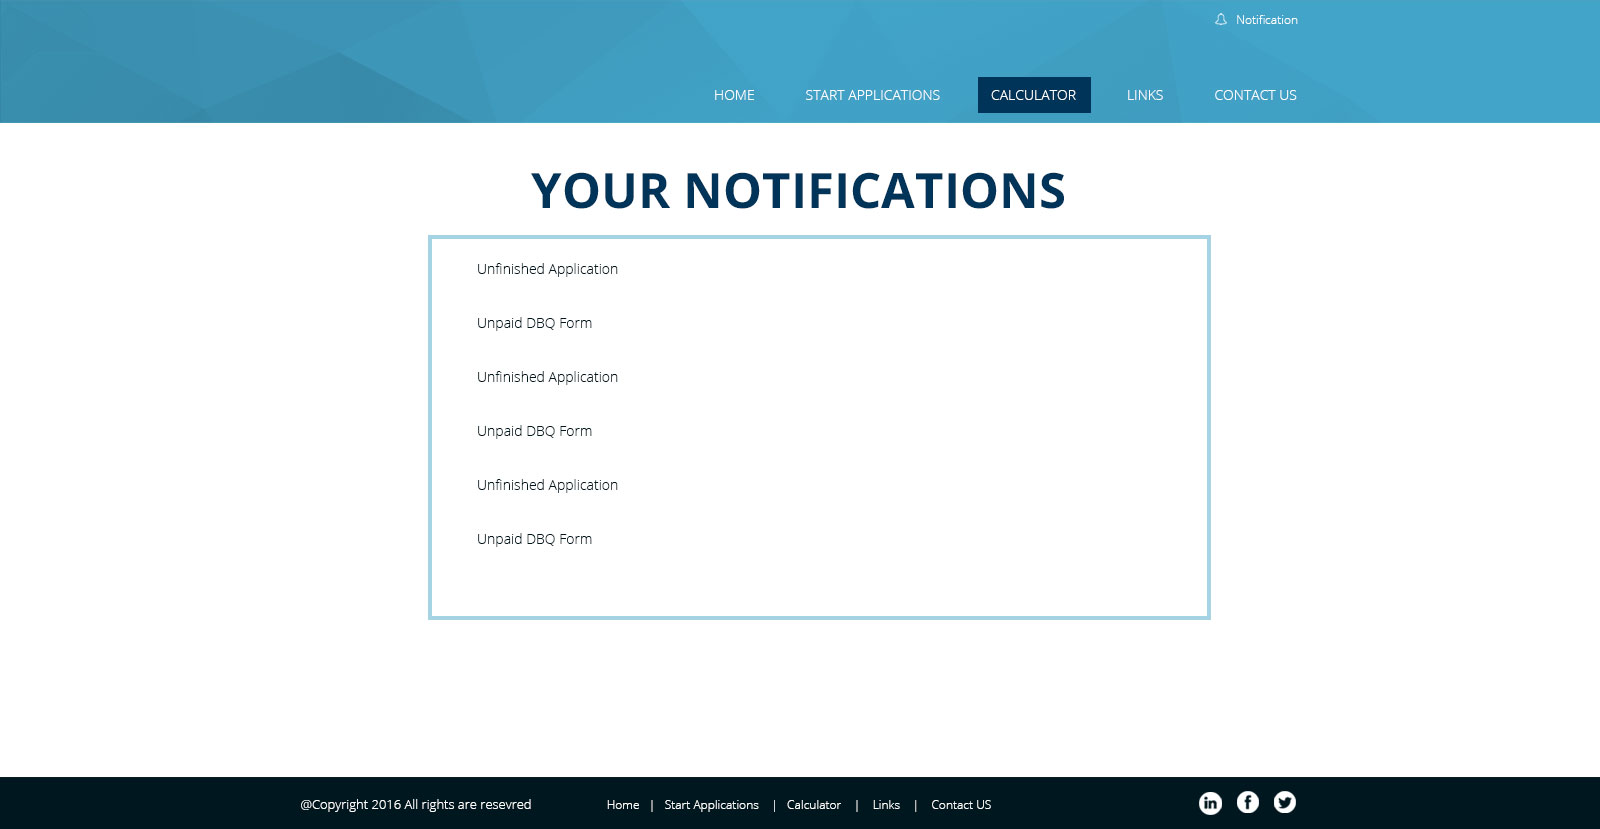 Notification
HOME START APPLICATIONS CALCULATOR LINKS CONTACT US
YOUR NOTIFICATIONS
Unfinished Application
Unpaid DBQ Form
Unfinished Application
Unpaid DBQ Form
Unfinished Application
Unpaid DBQ Form
@Copyright 2016 All rights are resevred Home | Start Applications | Calculator | Links | Contact US